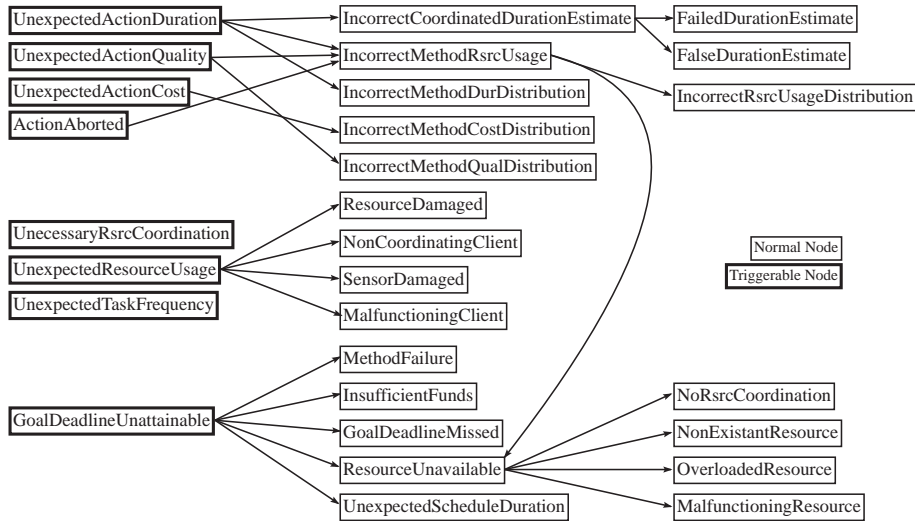 UnexpectedActionDuration
UnexpectedActionQuality
UnexpectedActionCost
ActionAborted
IncorrectCoordinatedDurationEstimate
IncorrectMethodRsrcUsage
IncorrectMethodDurDistribution
IncorrectMethodCostDistribution
IncorrectMethodQualDistribution
FailedDurationEstimate
FalseDurationEstimate
IncorrectRsrcUsageDistribution
UnecessaryRsrcCoordination
UnexpectedResourceUsage
UnexpectedTaskFrequency
ResourceDamaged
NonCoordinatingClient
SensorDamaged
MalfunctioningClient
Normal Node
Triggerable Node
GoalDeadlineUnattainable
MethodFailure
InsufficientFunds
GoalDeadlineMissed
ResourceUnavailable
UnexpectedScheduleDuration
NoRsrcCoordination
NonExistantResource
OverloadedResource
MalfunctioningResource